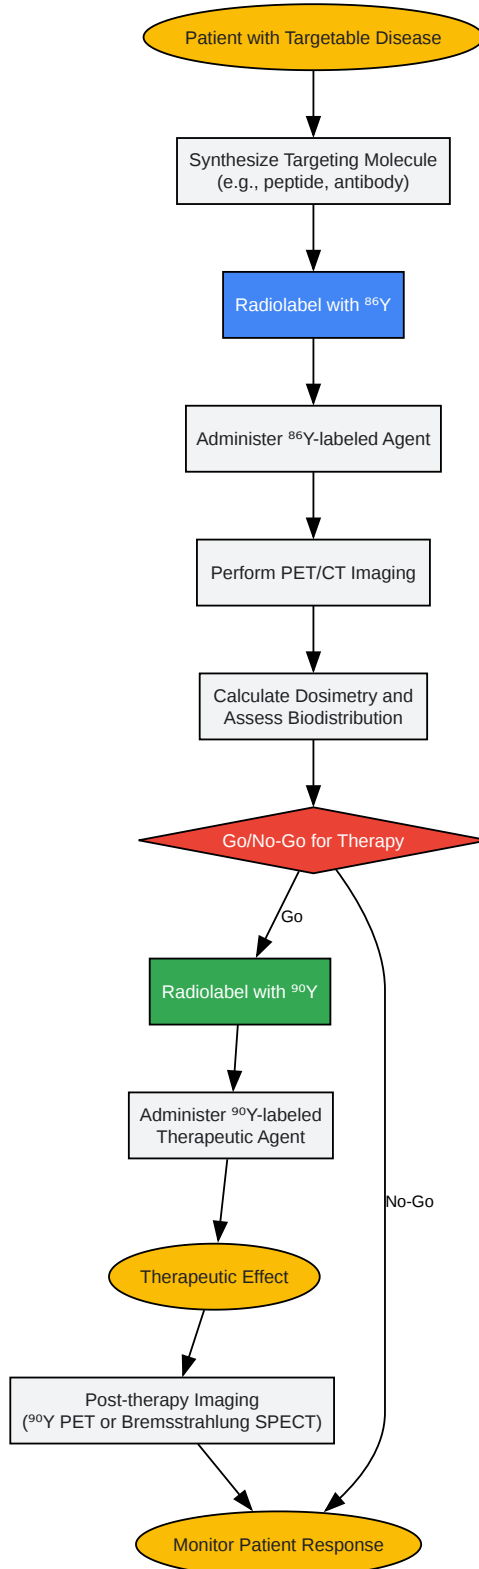 Patient with Targetable Disease
Synthesize Targeting Molecule
(e.g., peptide, antibody)
Radiolabel with ⁸⁶Y
Administer ⁸⁶Y-labeled Agent
Perform PET/CT Imaging
Calculate Dosimetry and
Assess Biodistribution
Go/No-Go for Therapy
Go
Radiolabel with ⁹⁰Y
Administer ⁹⁰Y-labeled
Therapeutic Agent
No-Go
Therapeutic Effect
Post-therapy Imaging
(⁹⁰Y PET or Bremsstrahlung SPECT)
Monitor Patient Response